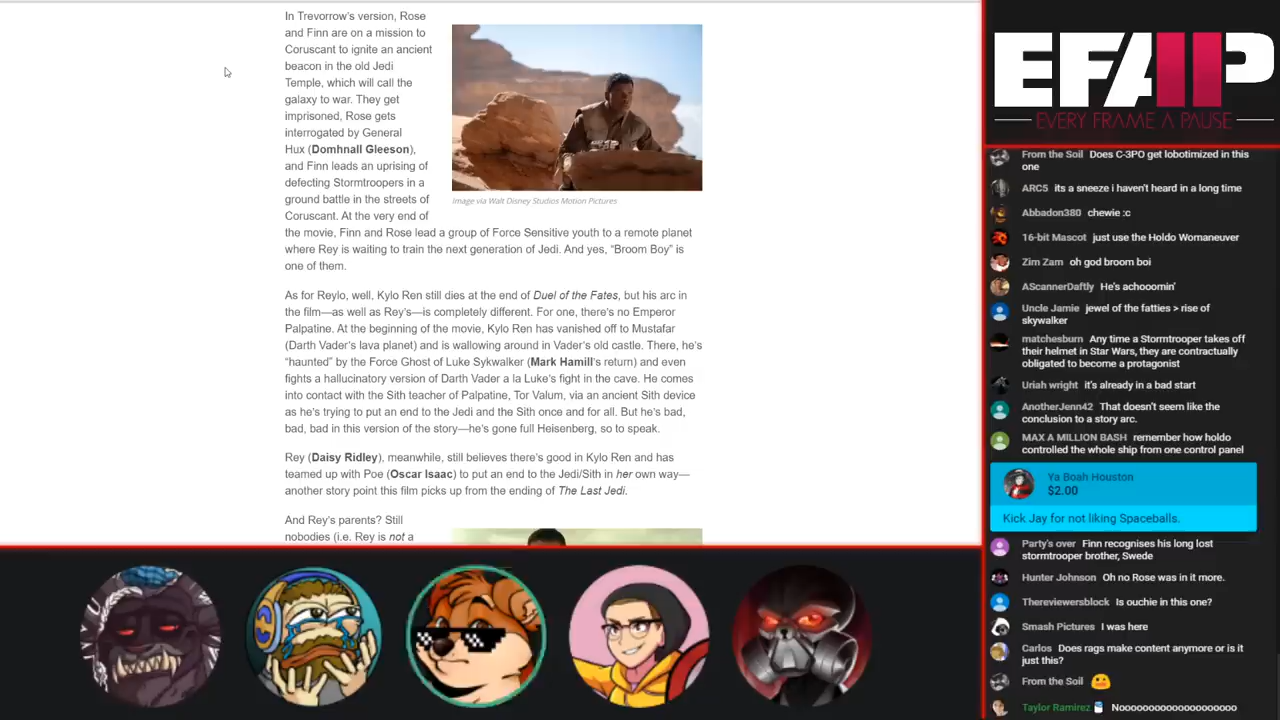 In Trevorrow's version, Rose
and Finn are on a mission to
Coruscant to ignite an ancient
beacon in the old Jedi
Temple, which will call the
galaxy to war. They get
imprisoned, Rose gets
interrogated by General
Hux (Domhnall Gleeson),
and Finn leads an uprising of
defecting Stormtroopers in a
ground battle in the streets of
Coruscant. At the very end of
the movie, Finn and Rose lead a group of Force Sensitive youth to a remote planet
where Rey is waiting to train the next generation of Jedi. And yes, “Broom Boy” is
one of them.
Image via Walt Disney Studios Motion Pictures
As for Reylo, well, Kylo Ren still dies at the end of Duel of the Fates, but his arc in
the film—as well as Rey's—is completely different. For one, there's no Emperor
Palpatine. At the beginning of the movie, Kylo Ren has vanished off to Mustafar
(Darth Vader's lava planet) and is wallowing around in Vader's old castle. There, he's
“haunted” by the Force Ghost of Luke Sykwalker (Mark Hamill's return) and even
fights a hallucinatory version of Darth Vader a la Luke's fight in the cave. He comes
into contact with the Sith teacher of Palpatine, Tor Valum, via an ancient Sith device
as he's trying to put an end to the Jedi and the Sith once and for all. But he's bad,
bad, bad in this version of the story—he's gone full Heisenberg, so to speak.
Rey (Daisy Ridley), meanwhile, still believes there's good in Kylo Ren and has
teamed up with Poe (Oscar Isaac) to put an end to the Jedi/Sith in her own way—
another story point this film picks up from the ending of The Last Jedi.
And Rey's parents? Still
nobodies (i.e. Rey is not a
EFAP
EVERY FRAME A PAUSE
From the Soil Does C-3PO get lobotimized in this
one
ARC5 its a sneeze i haven't heard in a long time
Abbadon380 chewie :c
16-bit Mascot just use the Holdo Womaneuver
Zim Zam oh god broom boi
AScannerDaftly He's achooomin'
Uncle Jamie jewel of the fatties > rise of
skywalker
matchesburn Any time a Stormtrooper takes off
their helmet in Star Wars, they are contractually
obligated to become a protagonist
Uriah wright it's already in a bad start
AnotherJenn42 That doesn't seem like the
conclusion to a story arc.
MAX A MILLION BASH remember how holdo
controlled the whole ship from one control panel
Ya Boah Houston
$2.00
Kick Jay for not liking Spaceballs.
Party's over Finn recognises his long lost
stormtrooper brother, Swede
Hunter Johnson Oh no Rose was in it more.
Thereviewersblock Is ouchie in this one?
Smash Pictures I was here
Carlos Does rags make content anymore or is it
just this?
From the Soil
Taylor Ramirez Nooooooooooooooooooo